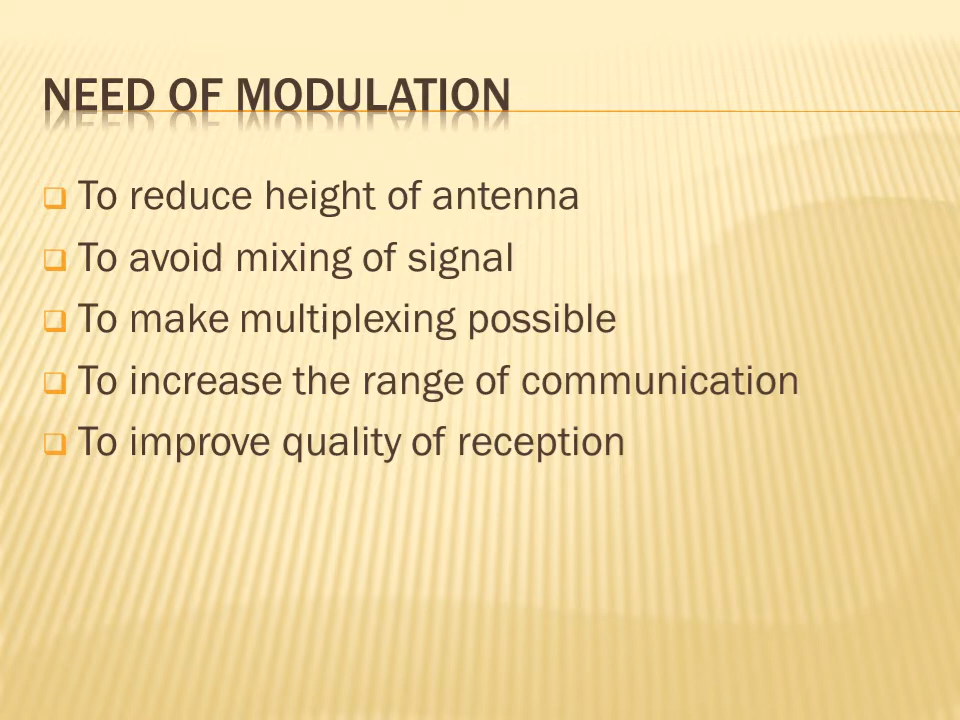 NEED OF MODULATION
To reduce height of antenna
To avoid mixing of signal
To make multiplexing possible
To increase the range of communication
To improve quality of reception